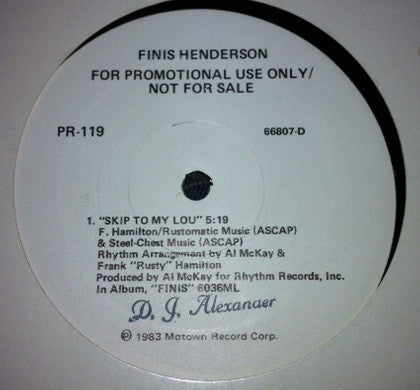 FINIS HENDERSON
FOR PROMOTIONAL USE ONLY/
NOT FOR SALE
PR-119
66807-D
1. "SKIP TO MY LOU" 5:19
F. Hamilton/Rustomatic Music (ASCAP)
& Steel-Chest Music (ASCAP)
Rhythm Arrangement by Al McKay &
Frank "Rusty" Hamilton
Produced by Al McKay for Rhythm Records, Inc.
In Album, "FINIS" 6036ML
D. J. Alexander
℗ 1983 Motown Record Corp.